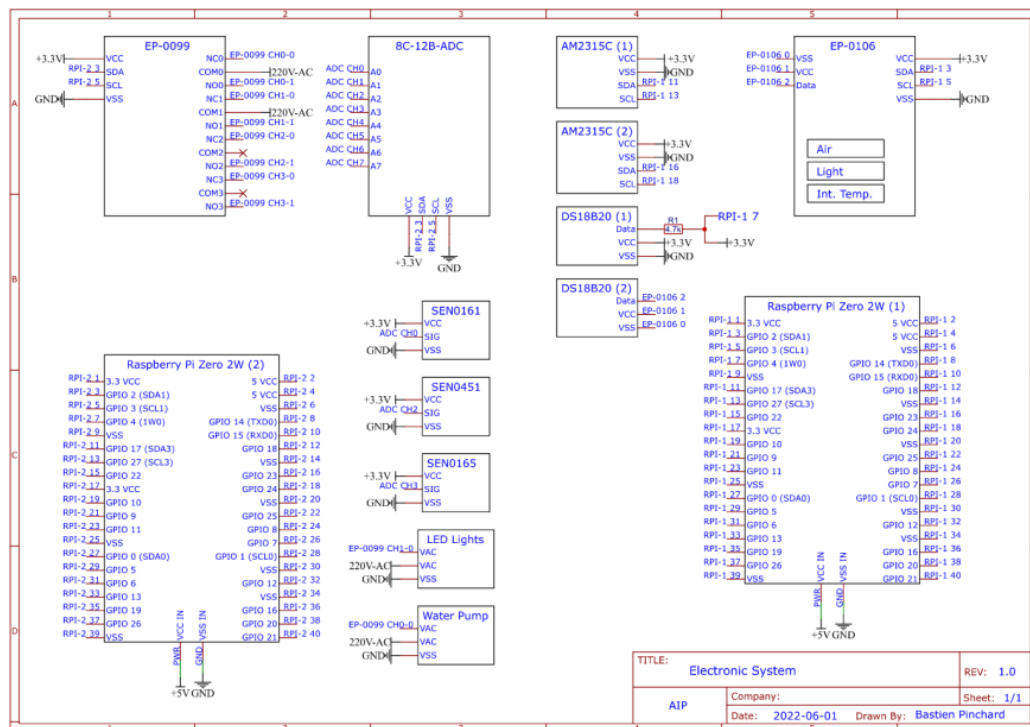 1 2 3 4 5
A
B
C
D
EP-0099
+3.3V VCC
RPI-2 3 SDA
RPI-2 5 SCL
GND VSS
NC0 EP-0099 CH0-0
COM0 220V-AC
NO0 EP-0099 CH0-1
NC1 EP-0099 CH1-0
COM1 220V-AC
NO1 EP-0099 CH1-1
NC2 EP-0099 CH2-0
COM2
NO2 EP-0099 CH2-1
NC3 EP-0099 CH3-0
COM3
NO3 EP-0099 CH3-1
8C-12B-ADC
ADC CH0 A0
ADC CH1 A1
ADC CH2 A2
ADC CH3 A3
ADC CH4 A4
ADC CH5 A5
ADC CH6 A6
ADC CH7 A7
VCC SDA SCL VSS
+3.3V RPI-2 3 RPI-2 5 GND
AM2315C (1)
VCC +3.3V
VSS GND
SDA RPI-1 11
SCL RPI-1 13
AM2315C (2)
VCC +3.3V
VSS GND
SDA RPI-1 16
SCL RPI-1 18
DS18B20 (1)
Data R1 4.7k RPI-1 7
VCC +3.3V +3.3V
VSS GND
DS18B20 (2)
Data EP-0106 2
VCC EP-0106 1
VSS EP-0106 0
EP-0106
EP-0106 0 VSS
EP-0106 1 VCC
EP-0106 2 Data
VCC +3.3V
SDA RPI-1 3
SCL RPI-1 5
VSS GND
Air
Light
Int. Temp.
SEN0161
+3.3V VCC
ADC CH0 SIG
GND VSS
SEN0451
+3.3V VCC
ADC CH2 SIG
GND VSS
SEN0165
+3.3V VCC
ADC CH3 SIG
GND VSS
LED Lights
EP-0099 CH1-0 VAC
220V-AC VAC
GND VSS
Water Pump
EP-0099 CH0-0 VAC
220V-AC VAC
GND VSS
Raspberry Pi Zero 2W (2)
RPI-2 1 3.3 VCC 5 VCC RPI-2 2
RPI-2 3 GPIO 2 (SDA1) 5 VCC RPI-2 4
RPI-2 5 GPIO 3 (SCL1) VSS RPI-2 6
RPI-2 7 GPIO 4 (1W0) GPIO 14 (TXD0) RPI-2 8
RPI-2 9 VSS GPIO 15 (RXD0) RPI-2 10
RPI-2 11 GPIO 17 (SDA3) GPIO 18 RPI-2 12
RPI-2 13 GPIO 27 (SCL3) VSS RPI-2 14
RPI-2 15 GPIO 22 GPIO 23 RPI-2 16
RPI-2 17 3.3 VCC GPIO 24 RPI-2 18
RPI-2 19 GPIO 10 VSS RPI-2 20
RPI-2 21 GPIO 9 GPIO 25 RPI-2 22
RPI-2 23 GPIO 11 GPIO 8 RPI-2 24
RPI-2 25 VSS GPIO 7 RPI-2 26
RPI-2 27 GPIO 0 (SDA0) GPIO 1 (SCL0) RPI-2 28
RPI-2 29 GPIO 5 VSS RPI-2 30
RPI-2 31 GPIO 6 GPIO 12 RPI-2 32
RPI-2 33 GPIO 13 VSS RPI-2 34
RPI-2 35 GPIO 19 GPIO 16 RPI-2 36
RPI-2 37 GPIO 26 GPIO 20 RPI-2 38
RPI-2 39 VSS GPIO 21 RPI-2 40
VCC IN VSS IN
PWR GND
+5V GND
Raspberry Pi Zero 2W (1)
RPI-1 1 3.3 VCC 5 VCC RPI-1 2
RPI-1 3 GPIO 2 (SDA1) 5 VCC RPI-1 4
RPI-1 5 GPIO 3 (SCL1) VSS RPI-1 6
RPI-1 7 GPIO 4 (1W0) GPIO 14 (TXD0) RPI-1 8
RPI-1 9 VSS GPIO 15 (RXD0) RPI-1 10
RPI-1 11 GPIO 17 (SDA3) GPIO 18 RPI-1 12
RPI-1 13 GPIO 27 (SCL3) VSS RPI-1 14
RPI-1 15 GPIO 22 GPIO 23 RPI-1 16
RPI-1 17 3.3 VCC GPIO 24 RPI-1 18
RPI-1 19 GPIO 10 VSS RPI-1 20
RPI-1 21 GPIO 9 GPIO 25 RPI-1 22
RPI-1 23 GPIO 11 GPIO 8 RPI-1 24
RPI-1 25 VSS GPIO 7 RPI-1 26
RPI-1 27 GPIO 0 (SDA0) GPIO 1 (SCL0) RPI-1 28
RPI-1 29 GPIO 5 VSS RPI-1 30
RPI-1 31 GPIO 6 GPIO 12 RPI-1 32
RPI-1 33 GPIO 13 VSS RPI-1 34
RPI-1 35 GPIO 19 GPIO 16 RPI-1 36
RPI-1 37 GPIO 26 GPIO 20 RPI-1 38
RPI-1 39 VSS GPIO 21 RPI-1 40
VCC IN VSS IN
PWR GND
+5V GND
TITLE:
Electronic System
REV: 1.0
AIP
Company:
Sheet: 1/1
Date: 2022-06-01 Drawn By: Bastien Pinchard
4